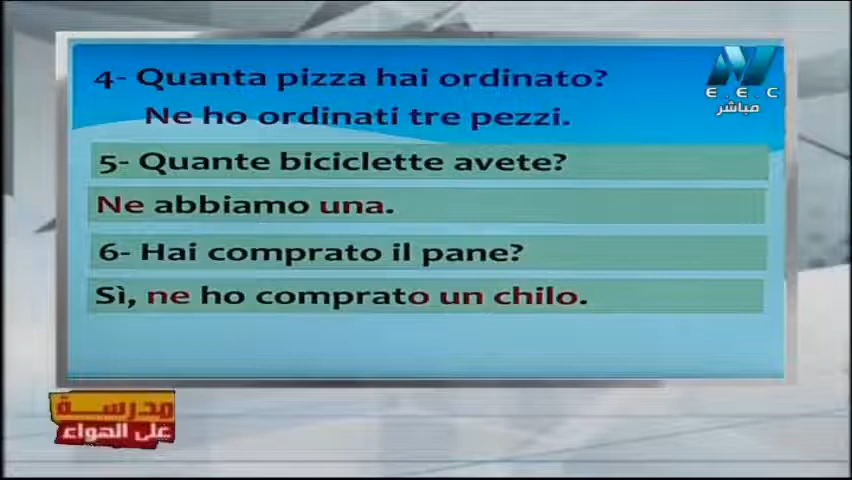 4- Quanta pizza hai ordinato?
Ne ho ordinati tre pezzi.
5- Quante biciclette avete?
Ne abbiamo una.
6- Hai comprato il pane?
Sì, ne ho comprato un chilo.
E.E.C
مباشر
مدرسة
على الهواء